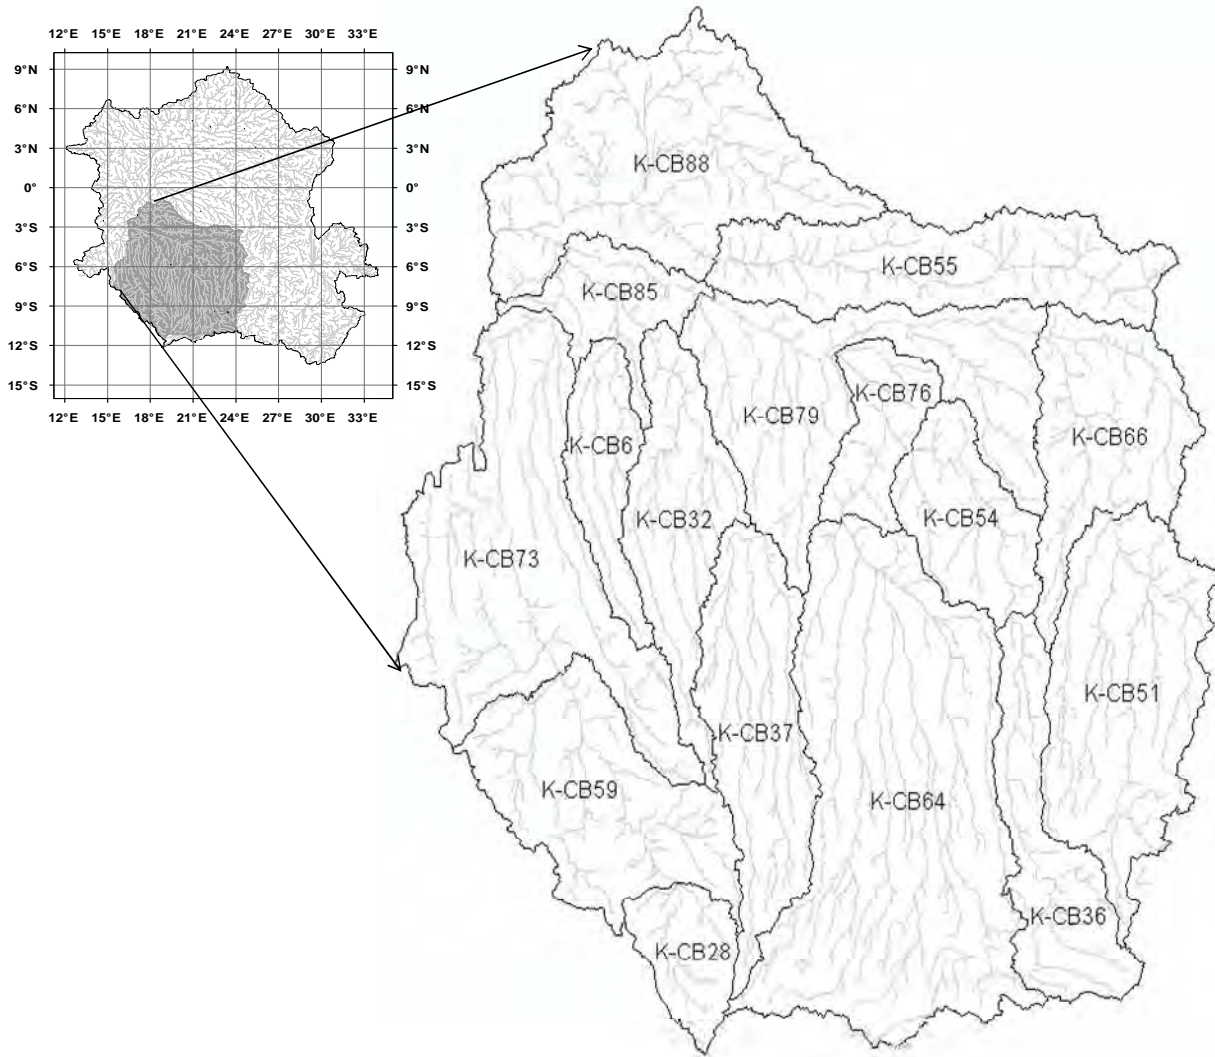 12°E 15°E 18°E 21°E 24°E 27°E 30°E 33°E
9°N 9°N
6°N 6°N
3°N 3°N
0° 0°
3°S 3°S
6°S 6°S
9°S 9°S
12°S 12°S
15°S 15°S
12°E 15°E 18°E 21°E 24°E 27°E 30°E 33°E
K-CB88
K-CB55
K-CB85
K-CB76
K-CB79
K-CB66
K-CB6
K-CB32
K-CB54
K-CB73
K-CB51
K-CB37
K-CB59
K-CB64
K-CB36
K-CB28